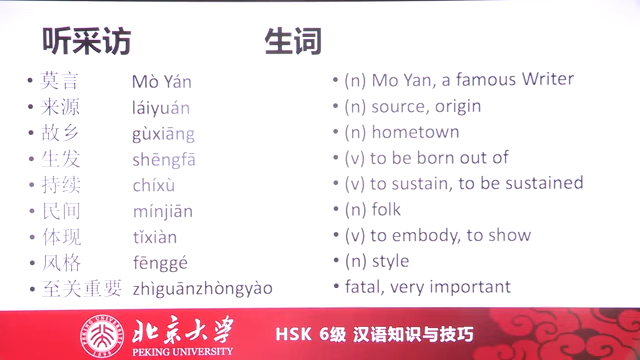 听采访 生词
• 莫言 Mò Yán • (n) Mo Yan, a famous Writer
• 来源 láiyuán • (n) source, origin
• 故乡 gùxiāng • (n) hometown
• 生发 shēngfā • (v) to be born out of
• 持续 chíxù • (v) to sustain, to be sustained
• 民间 mínjiān • (n) folk
• 体现 tǐxiàn • (v) to embody, to show
• 风格 fēnggé • (n) style
• 至关重要 zhìguānzhòngyào • fatal, very important
北京大学
PEKING UNIVERSITY
HSK 6级 汉语知识与技巧